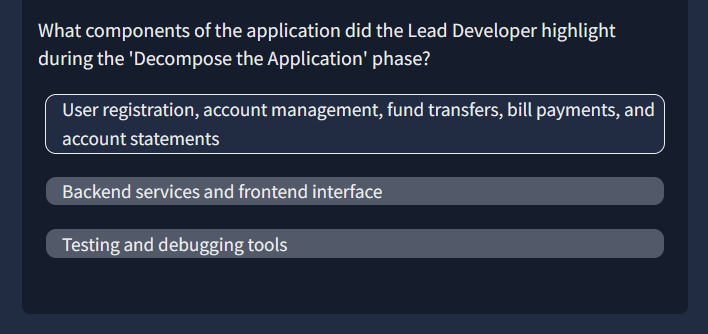 What components of the application did the Lead Developer highlight
during the 'Decompose the Application' phase?
User registration, account management, fund transfers, bill payments, and
account statements
Backend services and frontend interface
Testing and debugging tools